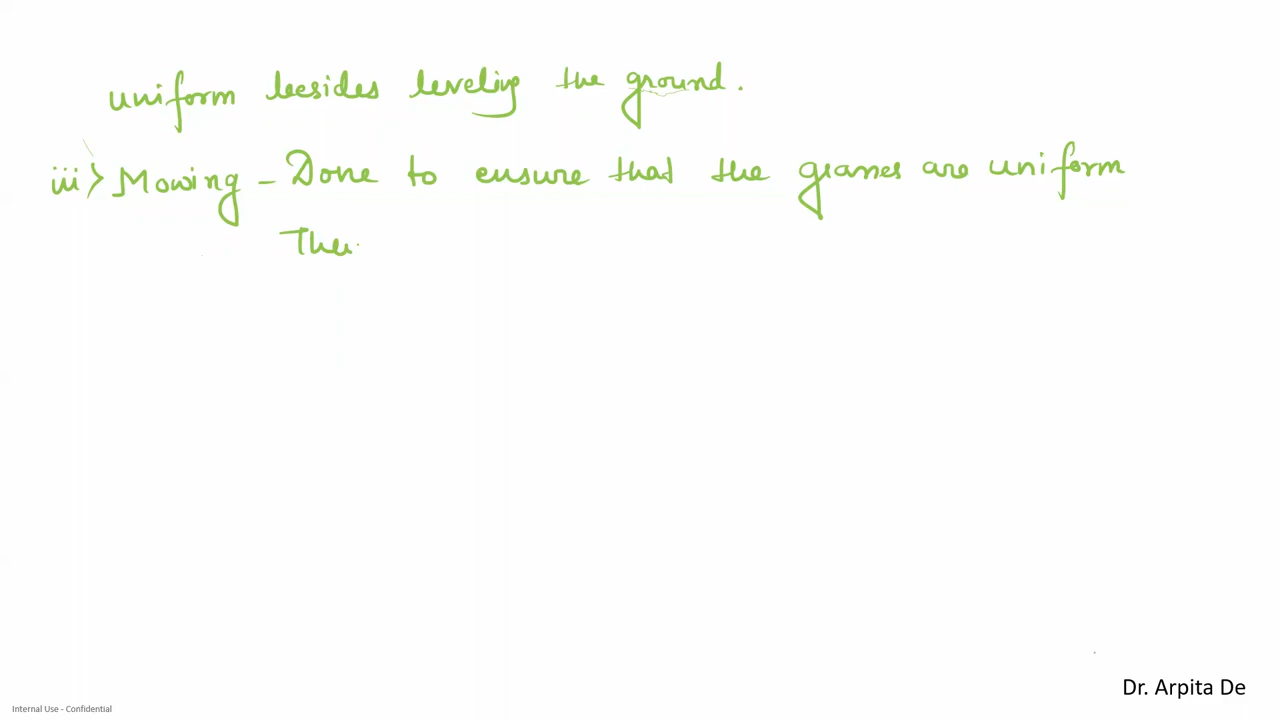 uniform besides leveling the ground.
iii> Mowing - Done to ensure that the grasses are uniform
The
Dr. Arpita De
Internal Use - Confidential